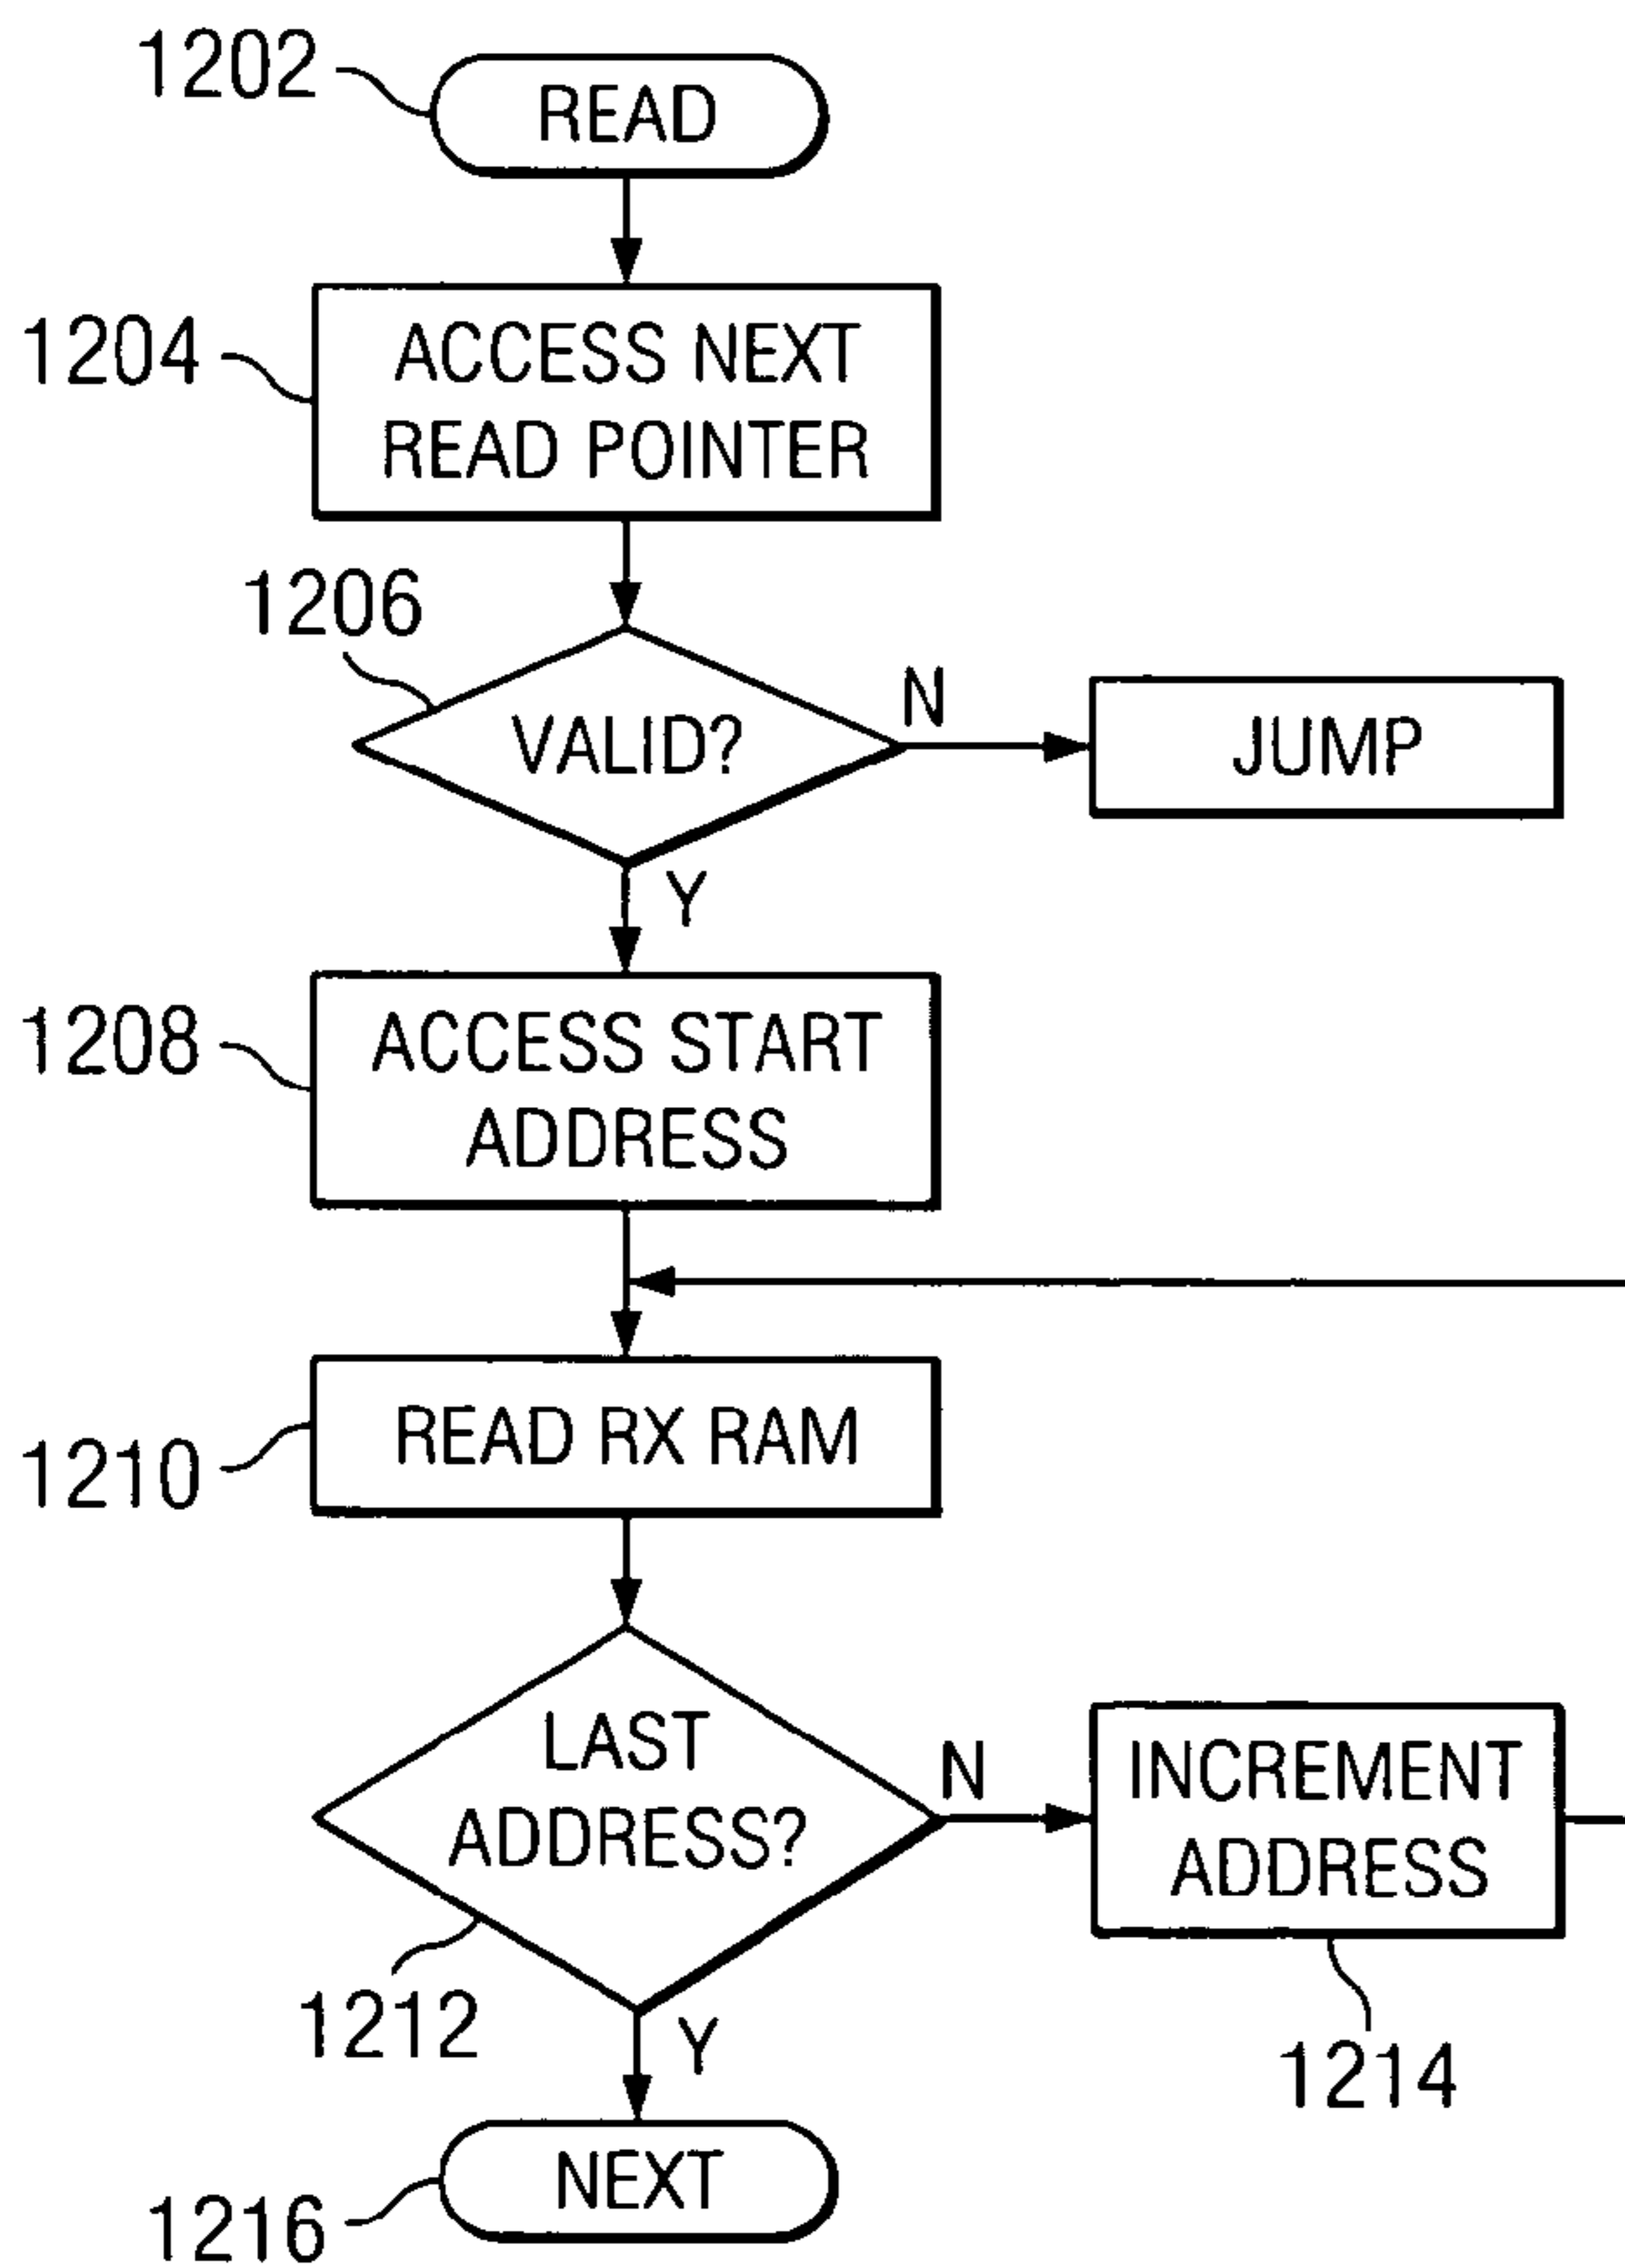 1202
READ
1204
ACCESS NEXT
READ POINTER
1206
VALID?
N
JUMP
Y
1208
ACCESS START
ADDRESS
1210
READ RX RAM
LAST
ADDRESS?
N
INCREMENT
ADDRESS
1212
Y
1214
NEXT
1216